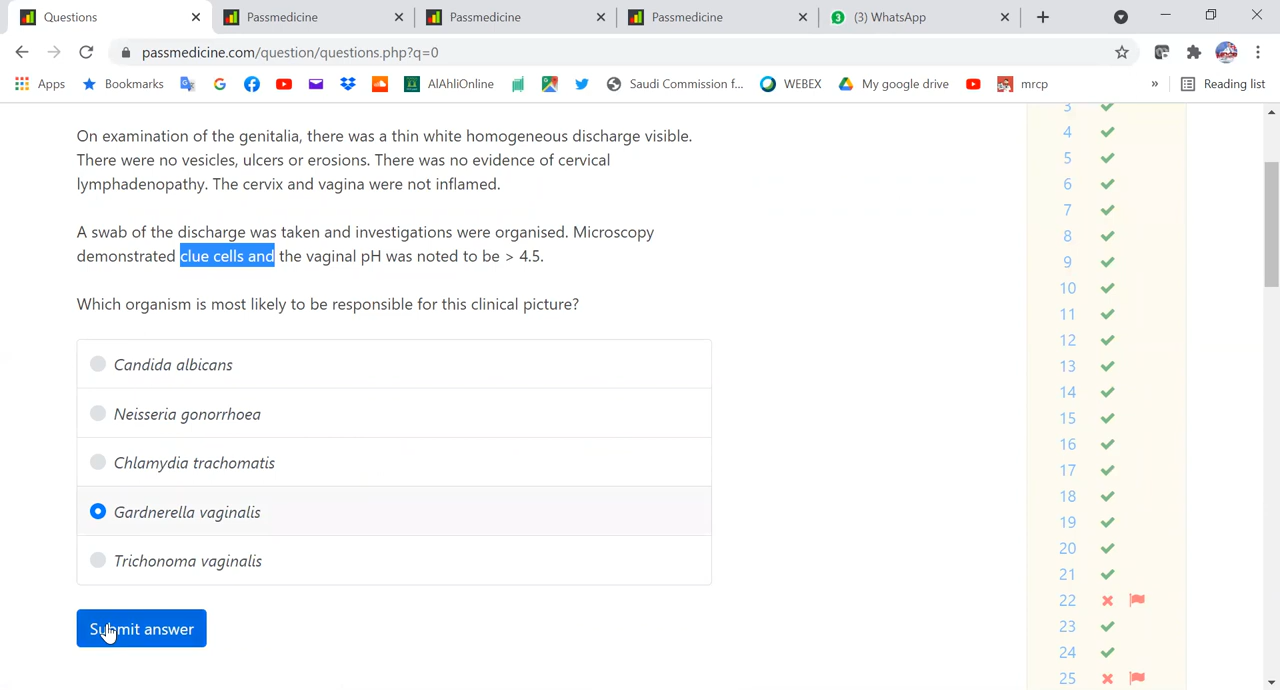 Questions
Passmedicine
Passmedicine
Passmedicine
3
(3) WhatsApp
passmedicine.com/question/questions.php?q=0
Apps
Bookmarks
AlAhliOnline
Saudi Commission f...
WEBEX
My google drive
mrcp
»
Reading list
On examination of the genitalia, there was a thin white homogeneous discharge visible.
There were no vesicles, ulcers or erosions. There was no evidence of cervical
lymphadenopathy. The cervix and vagina were not inflamed.
A swab of the discharge was taken and investigations were organised. Microscopy
demonstrated clue cells and the vaginal pH was noted to be > 4.5.
Which organism is most likely to be responsible for this clinical picture?
Candida albicans
Neisseria gonorrhoea
Chlamydia trachomatis
Gardnerella vaginalis
Trichonoma vaginalis
Submit answer
3
4
5
6
7
8
9
10
11
12
13
14
15
16
17
18
19
20
21
22
23
24
25